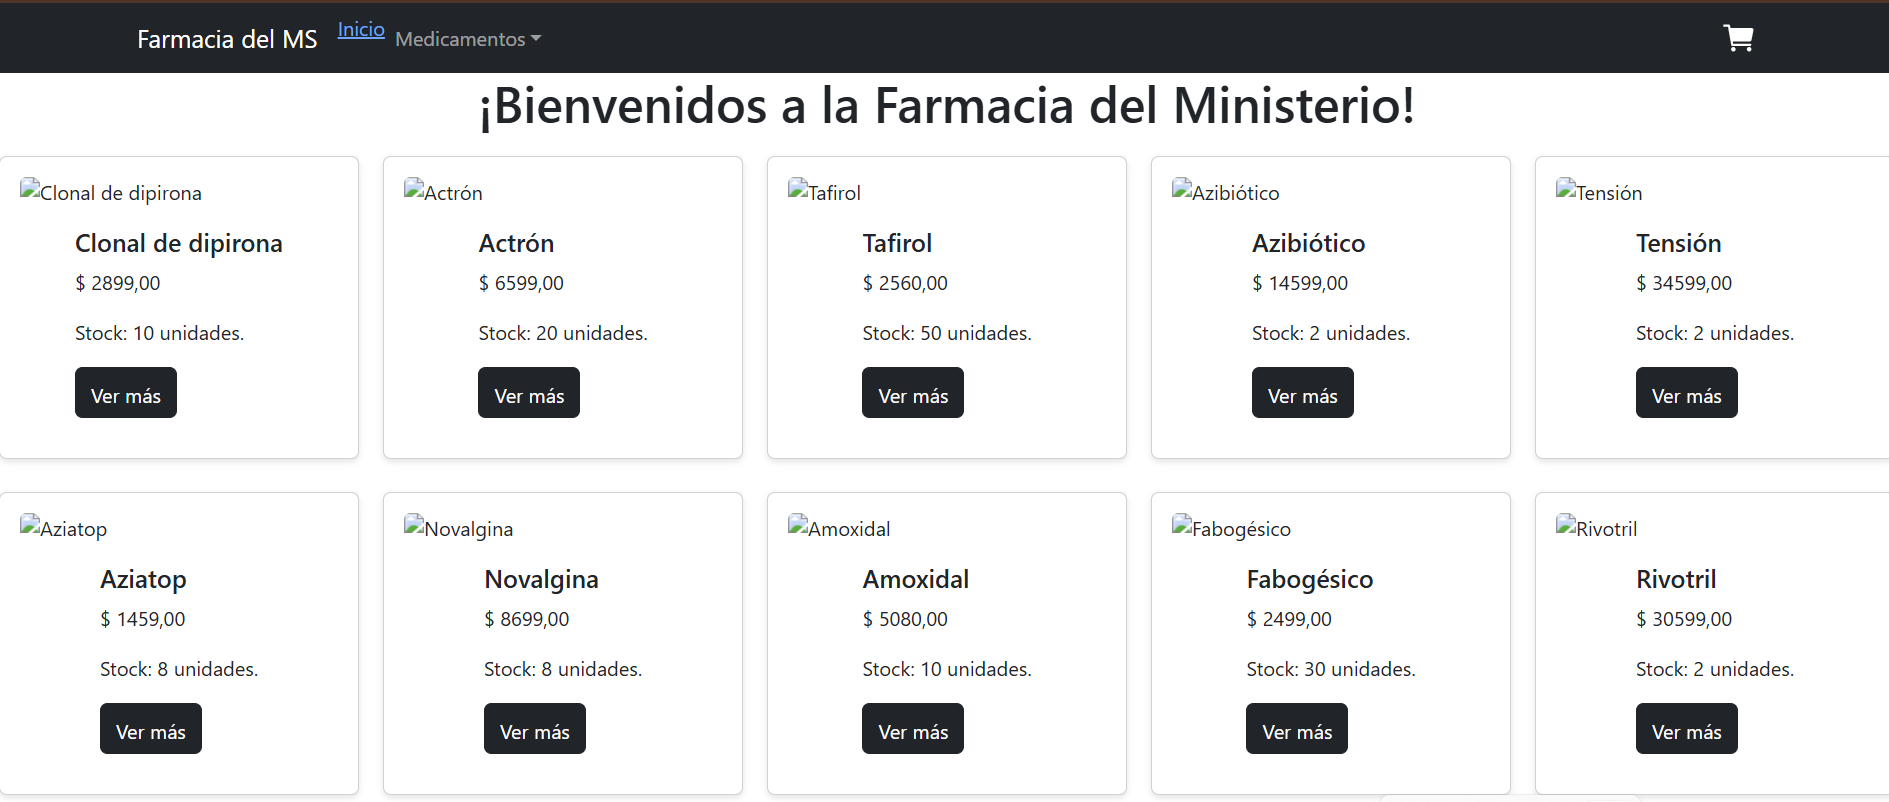 Farmacia del MS Inicio Medicamentos
¡Bienvenidos a la Farmacia del Ministerio!
Clonal de dipirona Actrón Tafirol Azibiótico Tensión
Clonal de dipirona Actrón Tafirol Azibiótico Tensión
$ 2899,00 $ 6599,00 $ 2560,00 $ 14599,00 $ 34599,00
Stock: 10 unidades. Stock: 20 unidades. Stock: 50 unidades. Stock: 2 unidades. Stock: 2 unidades.
Ver más Ver más Ver más Ver más Ver más
Aziatop Novalgina Amoxidal Fabogésico Rivotril
Aziatop Novalgina Amoxidal Fabogésico Rivotril
$ 1459,00 $ 8699,00 $ 5080,00 $ 2499,00 $ 30599,00
Stock: 8 unidades. Stock: 8 unidades. Stock: 10 unidades. Stock: 30 unidades. Stock: 2 unidades.
Ver más Ver más Ver más Ver más Ver más